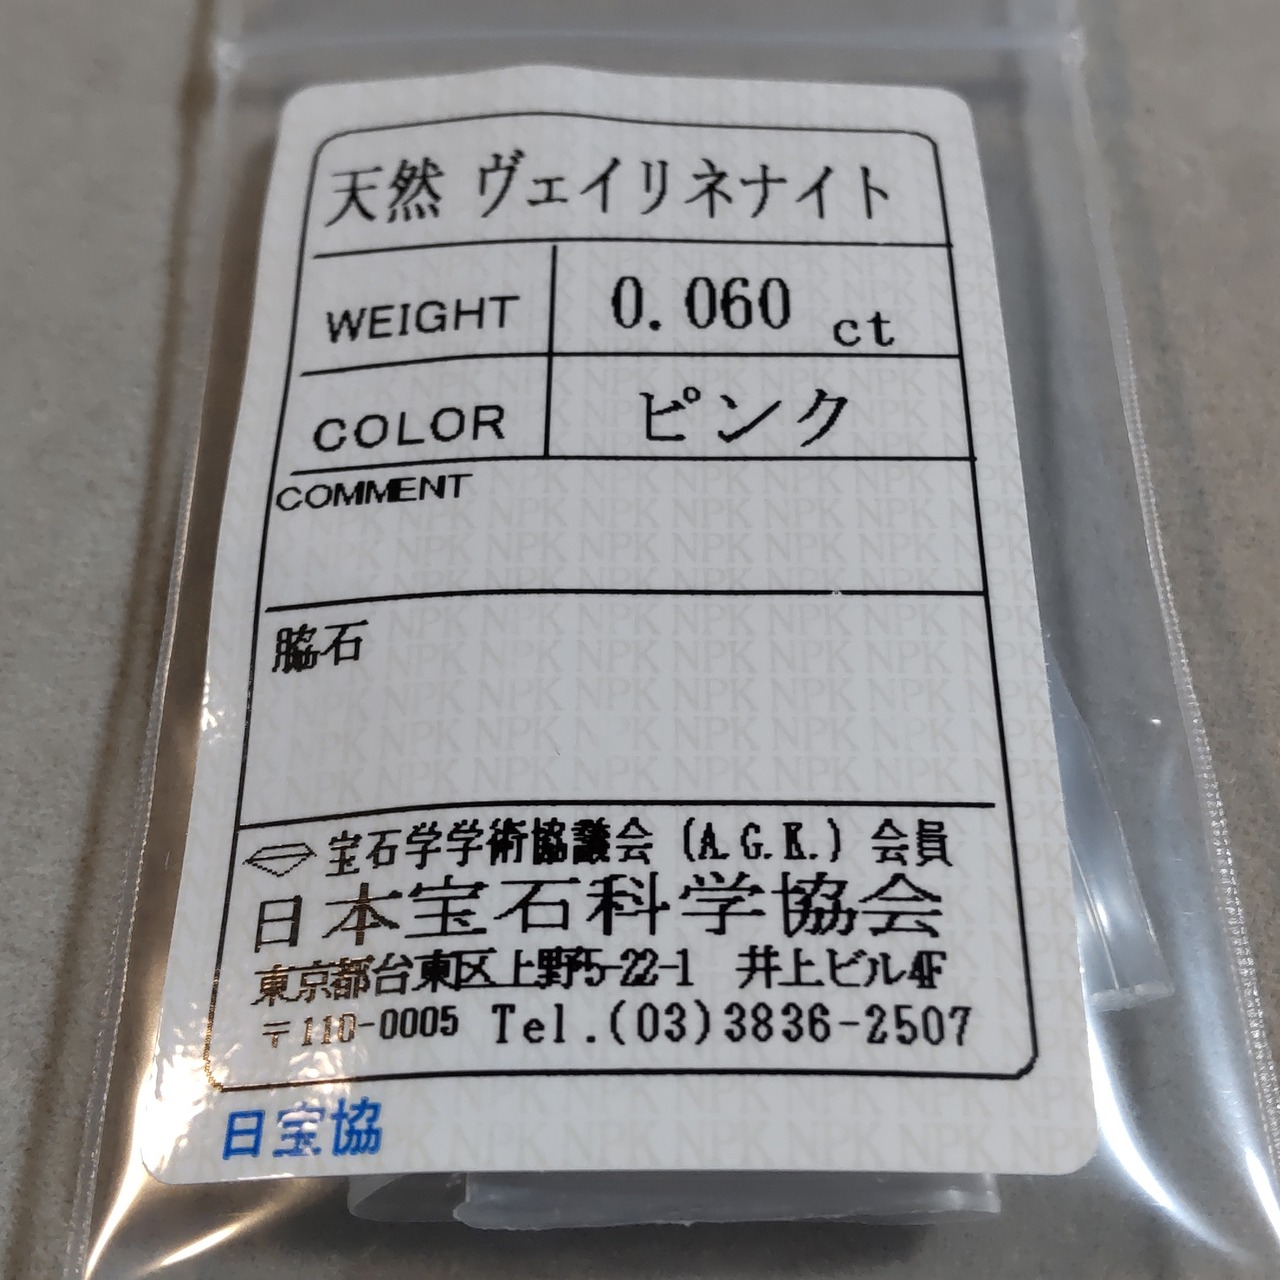 天然 ヴェイリネナイト
WEIGHT 0.060 ct
COLOR ピンク
COMMENT
脇石
宝石学学術協議会 (A.G.K.) 会員
日本宝石科学協会
東京都台東区上野5-22-1 井上ビル4F
〒110-0005 Tel.(03)3836-2507
日宝協